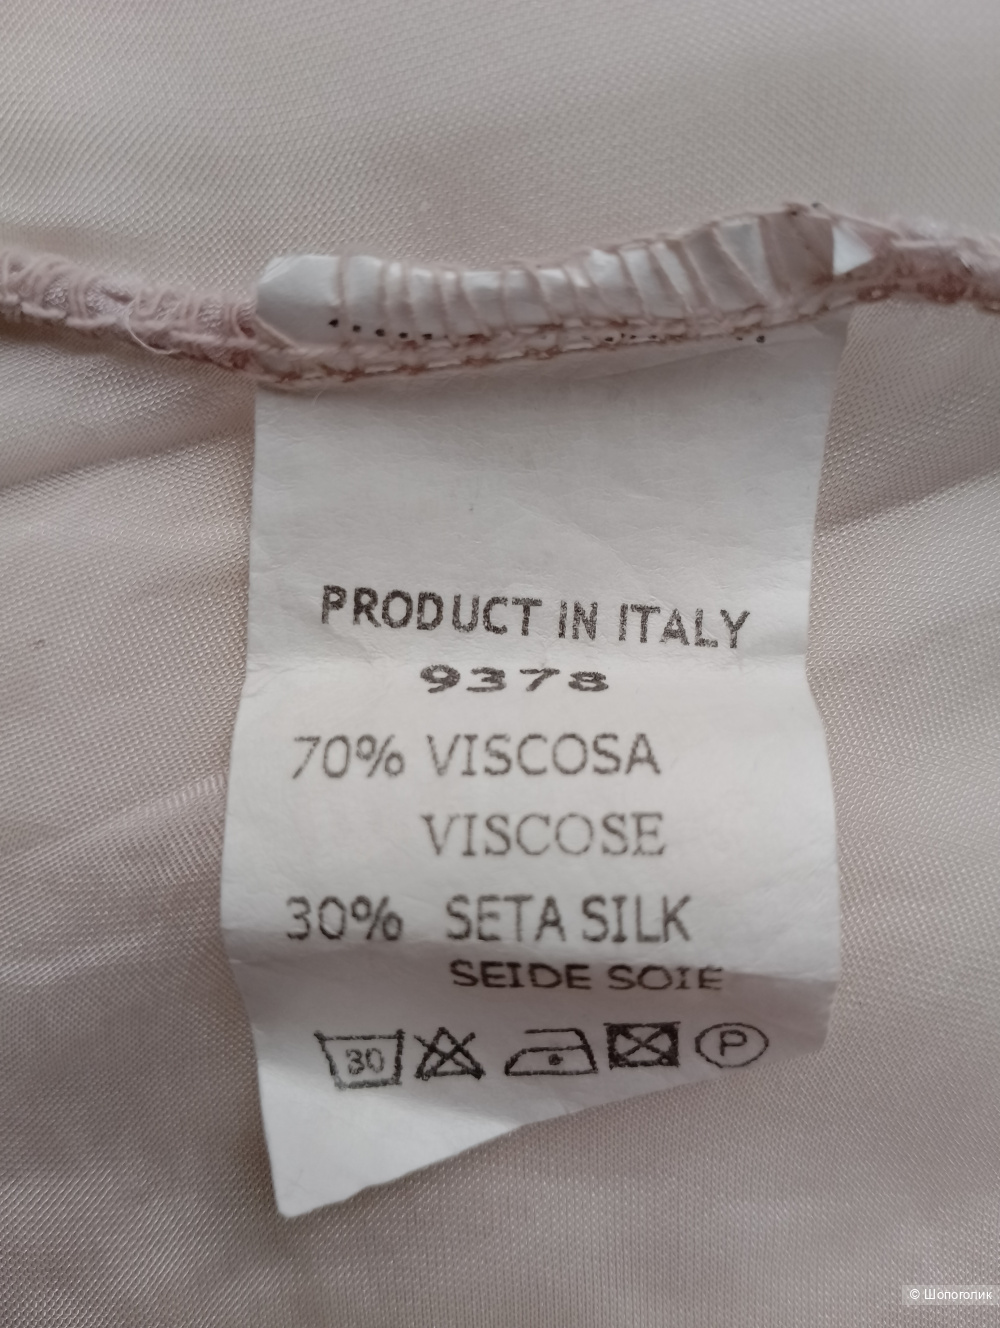 PRODUCT IN ITALY
9378
70% VISCOSA
VISCOSE
30% SETA SILK
SEIDE SOIE
30 P
© Шопоголик